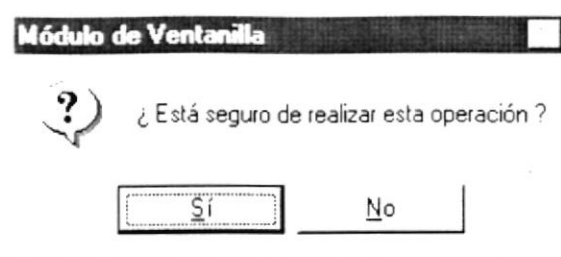 Módulo de Ventanilla
¿ Está seguro de realizar esta operación ?
Sí No